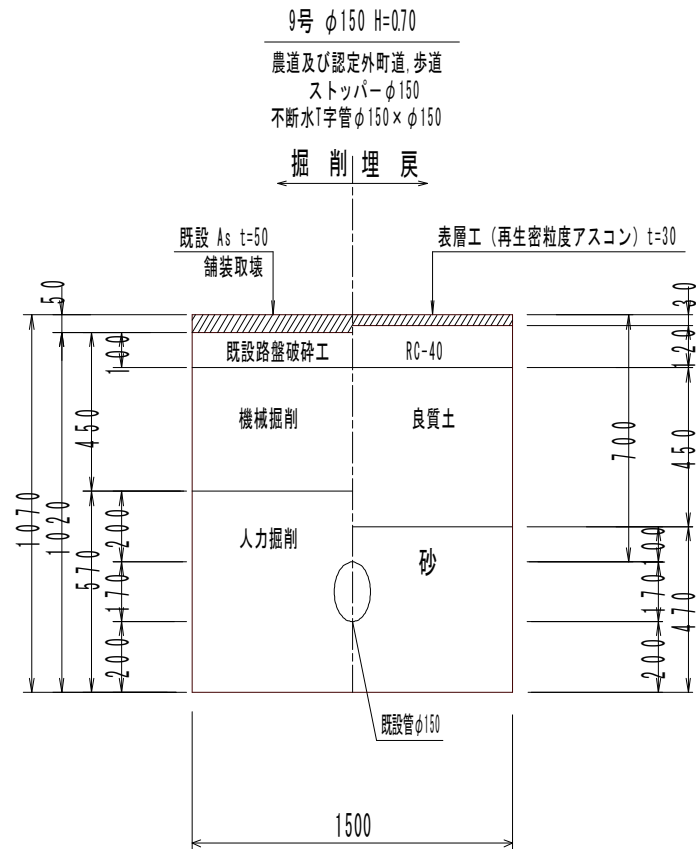 9号 φ150 H=0.70
農道及び認定外町道,歩道
ストッパーφ150
不断水T字管φ150×φ150
掘 削 埋 戻
既設 As t=50
舗装取壊
表層工 (再生密粒度アスコン) t=30
50
30
100
既設路盤破砕工
RC-40
120
450
機械掘削
良質土
700
450
1070
1020
570
200
人力掘削
砂
100
170
170
470
200
200
既設管φ150
1500